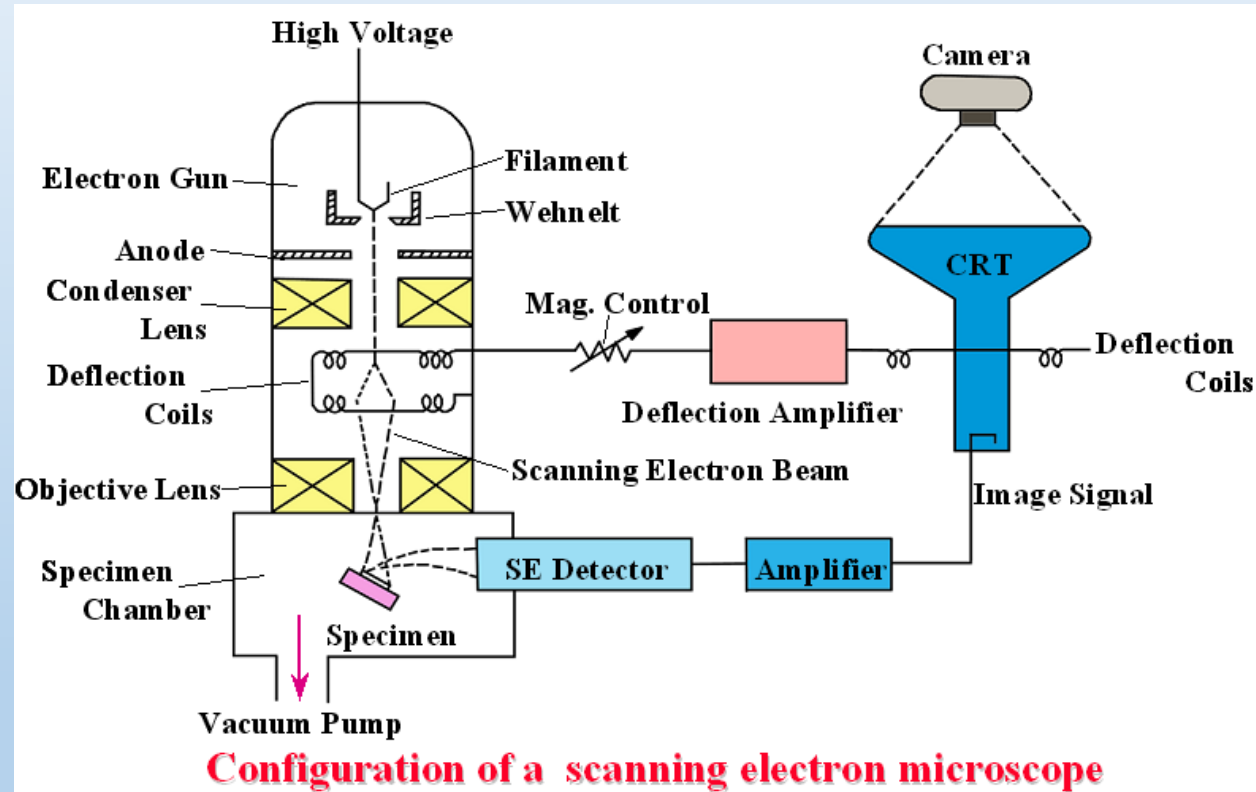 High Voltage
Camera
Electron Gun
Filament
Wehnelt
Anode
Condenser
Lens
CRT
Mag. Control
Deflection
Coils
Deflection Amplifier
Deflection
Coils
Scanning Electron Beam
Objective Lens
Image Signal
Specimen
Chamber
SE Detector
Amplifier
Specimen
Vacuum Pump
Configuration of a scanning electron microscope